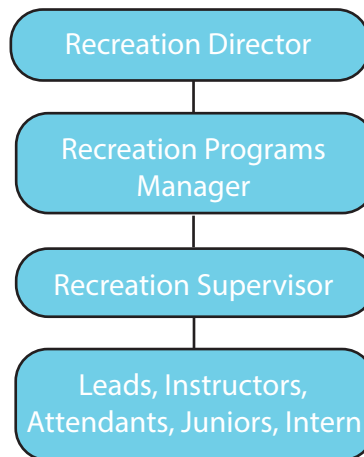 Recreation Director
Recreation Programs
Manager
Recreation Supervisor
Leads, Instructors,
Attendants, Juniors, Intern